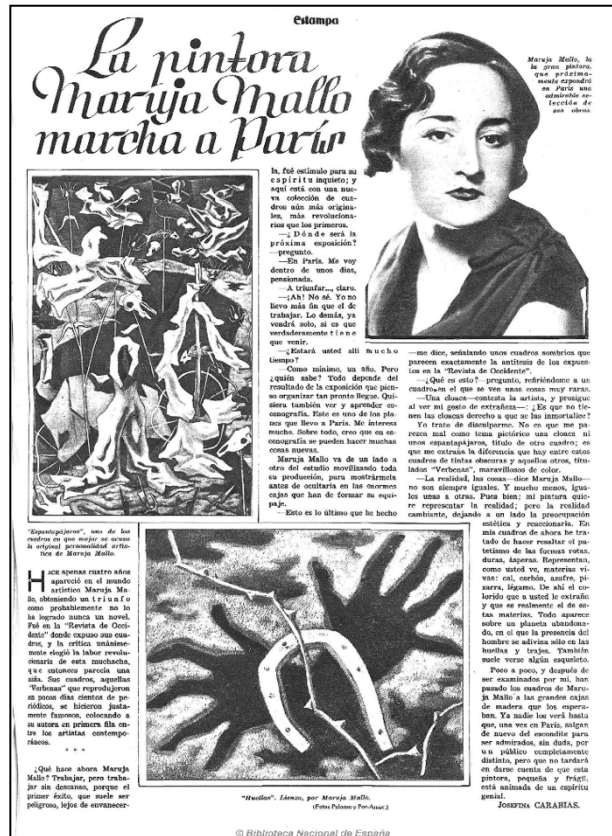 Estampa
La pintora
Maruja Mallo
marcha a París
Maruja Mallo, la
la gran pintora,
que próxima-
mente expondrá
en París una
admirable se-
lección de
sus obras.
"Espantapájaros", uno de los
cuadros en que mejor se acusa
la original personalidad artís-
tica de Maruja Mallo.
HACE apenas cuatro años
apareció en el mundo
artístico Maruja Ma-
llo, obteniendo un triunfo
como probablemente no lo
ha logrado nunca un novel.
Fué en la "Revista de Occi-
dente" donde expuso sus cua-
dros, y la crítica unánime-
mente elogió la labor revolu-
cionaria de esta muchacha,
que entonces parecía una
niña. Sus cuadros, aquellas
"Verbenas" que reprodujeron
en pocos días cientos de pe-
riódicos, se hicieron justa-
mente famosos, colocando a
su autora en primera fila en-
tre los artistas contempo-
ráneos.
* * *
¿Qué hace ahora Maruja
Mallo? Trabajar, pero traba-
jar sin descanso, porque el
primer éxito, que suele ser
peligroso, lejos de envanecer-
la, fué estímulo para su
espíritu inquieto; y
aquí está con una nue-
va colección de cua-
dros aún más origina-
les, más revoluciona-
rios que los primeros.
—¿Dónde será la
próxima exposición?
—pregunto.
—En París. Me voy
dentro de unos días,
pensionada.
—A triunfar..., claro.
—¡Ah! No sé. Yo no
llevo más fin que el de
trabajar. Lo demás, ya
vendrá solo, si es que
verdaderamente tiene
que venir.
—¿Estará usted allí mucho
tiempo?
—Como mínimo, un año. Pero
¿quién sabe? Todo depende del
resultado de la exposición que pien-
so organizar tan pronto llegue. Qui-
siera también ver y aprender es-
cenografía. Este es uno de los pla-
nes que llevo a París. Me interesa
mucho. Sobre todo, creo que en es-
cenografía se pueden hacer muchas
cosas nuevas.
Maruja Mallo va de un lado a
otro del estudio movilizando toda
su producción, para mostrármela
antes de ocultarla en las enormes
cajas que han de formar su equi-
paje.
—Esto es lo último que he hecho
—me dice, señalando unos cuadros sombríos que
parecen exactamente la antítesis de los expues-
tos en la "Revista de Occidente".
—¿Qué es esto?—pregunto, refiriéndome a un
cuadro en el que se ven unas cosas muy raras.
—Una cloaca—contesta la artista, y prosigue
al ver mi gesto de extrañeza—: ¿Es que no tie-
nen las cloacas derecho a que se las inmortalice?
Yo trato de disculparme. No es que me pa-
rezca mal como tema pictórico una cloaca ni
unos espantapájaros, título de otro cuadro; es
que me extraña la diferencia que hay entre estos
cuadros de tintas obscuras y aquellos otros, titu-
lados "Verbenas", maravillosos de color.
—La realidad, las cosas—dice Maruja Mallo—
no son siempre iguales. Y mucho menos, igua-
les unas a otras. Pues bien; mi pintura quie-
re representar la realidad; pero la realidad
cambiante, dejando a un lado la preocupación
estética y reaccionaria. En
mis cuadros de ahora he tra-
tado de hacer resaltar el pa-
tetismo de las formas rotas,
duras, ásperas. Representan,
como usted ve, materias vi-
vas: cal, carbón, azufre, pi-
zarra, légamo. De ahí el co-
lorido que a usted le extraña
y que es realmente el de es-
tas materias. Todo aparece
sobre un planeta abandona-
do, en el que la presencia del
hombre se adivina sólo en las
huellas y trajes. También
suele verse algún esqueleto.
Poco a poco, y después de
ser examinados por mí, han
pasado los cuadros de Maru-
ja Mallo a las grandes cajas
de madera que los espera-
ban. Ya nadie los verá hasta
que, una vez en París, salgan
de nuevo del escondite para
ser admirados, sin duda, por
un público completamente
distinto, pero que no tardará
en darse cuenta de que esta
pintora, pequeña y frágil,
está animada de un espíritu
genial.
JOSEFINA CARABIAS.
"Huellas". Lienzo, por Maruja Mallo.
(Fotos Palomo y Pen-Amar.)
© Biblioteca Nacional de España